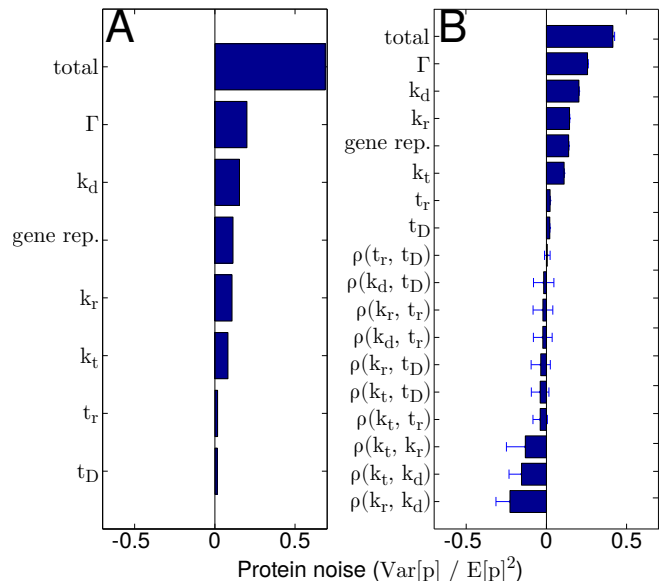 A
total
Γ
k_d
gene rep.
k_r
k_t
t_r
t_D
-0.5
0
0.5
B
total
Γ
k_d
k_r
gene rep.
k_t
t_r
t_D
ρ(t_r, t_D)
ρ(k_d, t_D)
ρ(k_r, t_r)
ρ(k_d, t_r)
ρ(k_r, t_D)
ρ(k_t, t_D)
ρ(k_t, t_r)
ρ(k_t, k_r)
ρ(k_t, k_d)
ρ(k_r, k_d)
-0.5
0
0.5
Protein noise (Var[p] / E[p]²)